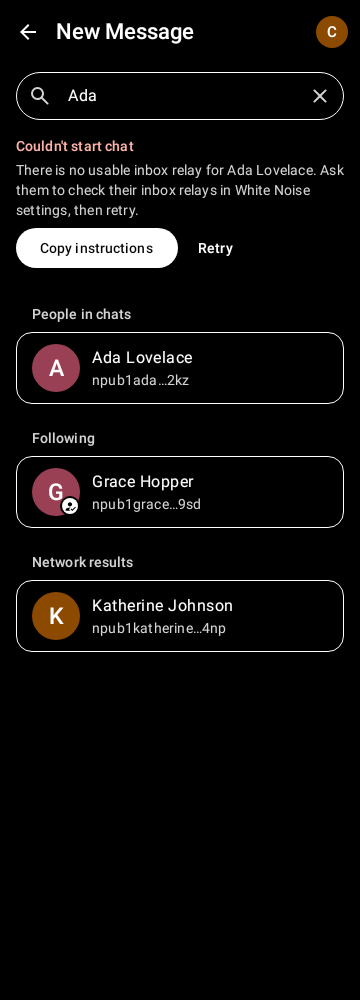 New Message
C
Ada
Couldn't start chat
There is no usable inbox relay for Ada Lovelace. Ask
them to check their inbox relays in White Noise
settings, then retry.
Copy instructions
Retry
People in chats
A
Ada Lovelace
npub1ada…2kz
Following
G
Grace Hopper
npub1grace…9sd
Network results
K
Katherine Johnson
npub1katherine…4np